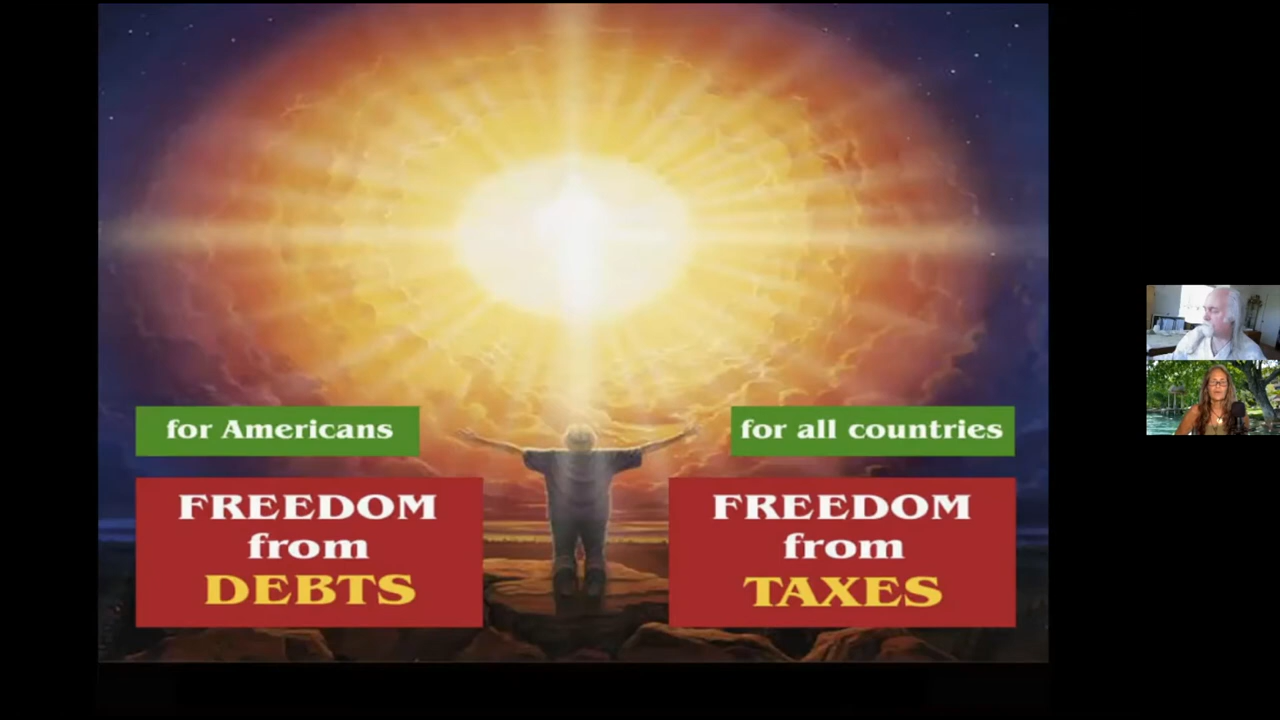 for Americans
FREEDOM
from
DEBTS
for all countries
FREEDOM
from
TAXES